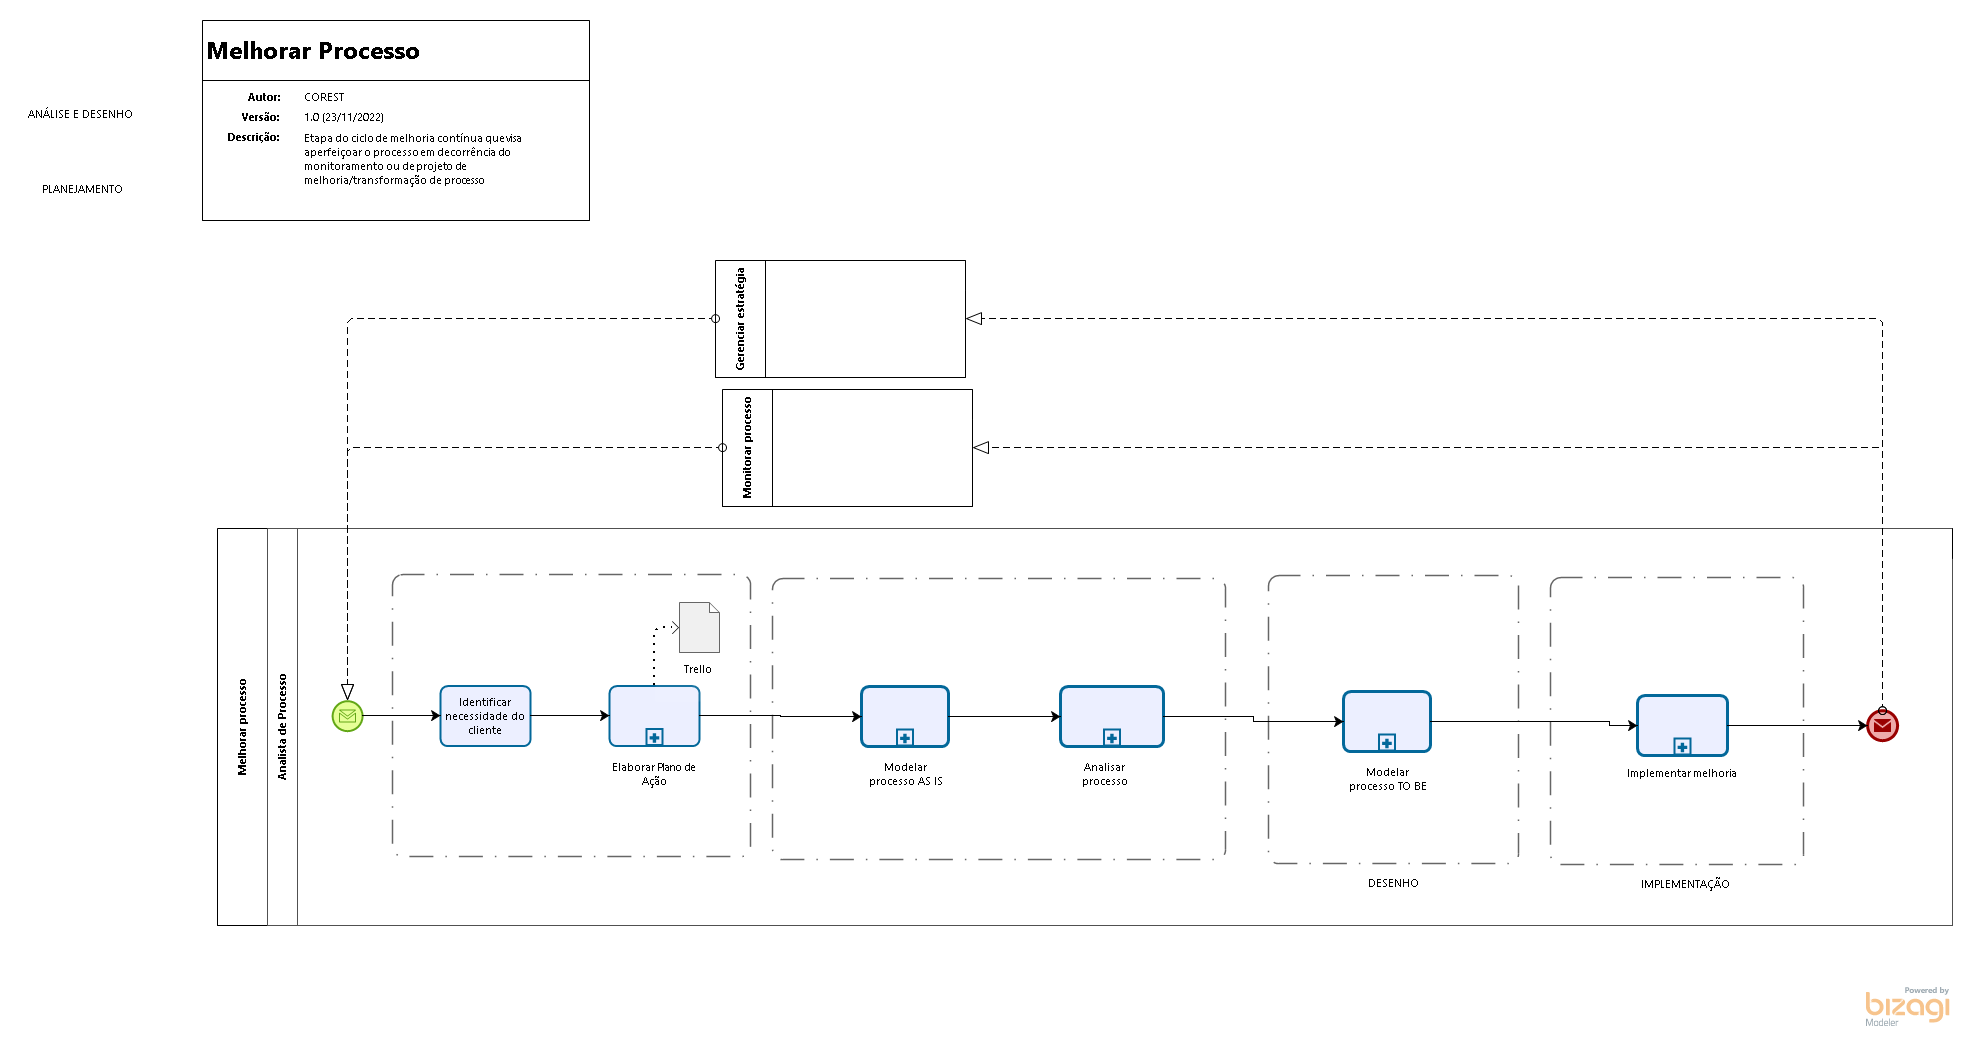 Melhorar Processo
Autor: COREST
Versão: 1.0 (23/11/2022)
Descrição: Etapa do ciclo de melhoria contínua que visa
aperfeiçoar o processo em decorrência do
monitoramento ou de projeto de
melhoria/transformação de processo
ANÁLISE E DESENHO
PLANEJAMENTO
Gerenciar estratégia
Monitorar processo
Melhorar processo
Analista de Processo
Identificar
necessidade do
cliente
Trello
Elaborar Plano de
Ação
Modelar
processo AS IS
Analisar
processo
Modelar
processo TO BE
Implementar melhoria
DESENHO
IMPLEMENTAÇÃO
Powered by
bizagi
Modeler